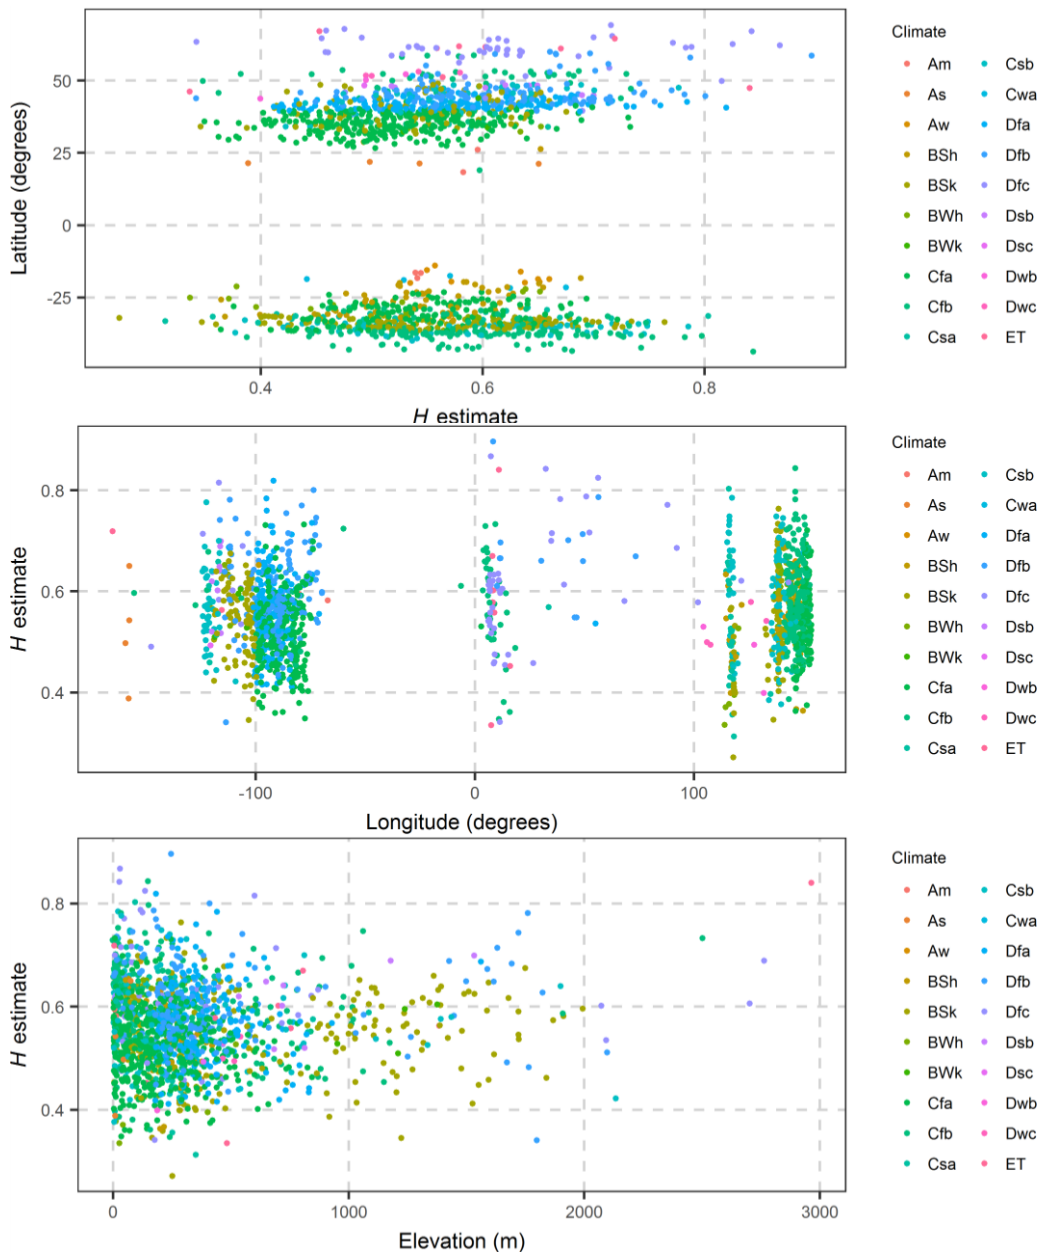 Climate
Am Csb
As Cwa
Aw Dfa
BSh Dfb
BSk Dfc
BWh Dsb
BWk Dsc
Cfa Dwb
Cfb Dwc
Csa ET
Latitude (degrees)
50
25
0
-25
0.4 0.6 0.8
H estimate
Climate
Am Csb
As Cwa
Aw Dfa
BSh Dfb
BSk Dfc
BWh Dsb
BWk Dsc
Cfa Dwb
Cfb Dwc
Csa ET
H estimate
0.8
0.6
0.4
-100 0 100
Longitude (degrees)
Climate
Am Csb
As Cwa
Aw Dfa
BSh Dfb
BSk Dfc
BWh Dsb
BWk Dsc
Cfa Dwb
Cfb Dwc
Csa ET
H estimate
0.8
0.6
0.4
0 1000 2000 3000
Elevation (m)